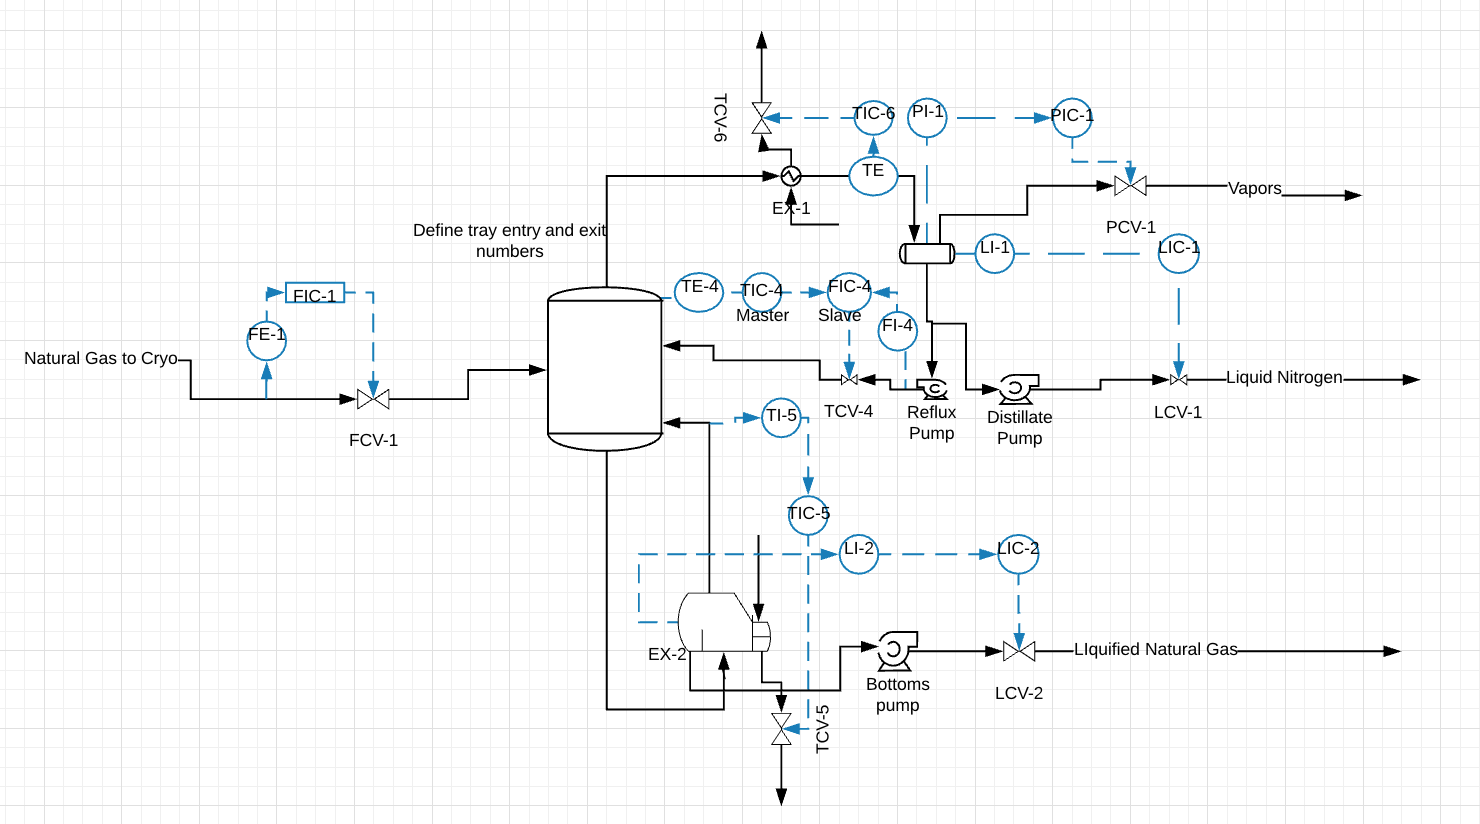 TCV-6
TIC-6
PI-1
PIC-1
TE
EX-1
Vapors
PCV-1
Define tray entry and exit
numbers
LI-1
LIC-1
TE-4
TIC-4
Master
FIC-4
Slave
FIC-1
FE-1
FI-4
Natural Gas to Cryo
Liquid Nitrogen
TCV-4
Reflux
Pump
Distillate
Pump
LCV-1
FCV-1
TI-5
TIC-5
LI-2
LIC-2
EX-2
LIquified Natural Gas
Bottoms
pump
LCV-2
TCV-5